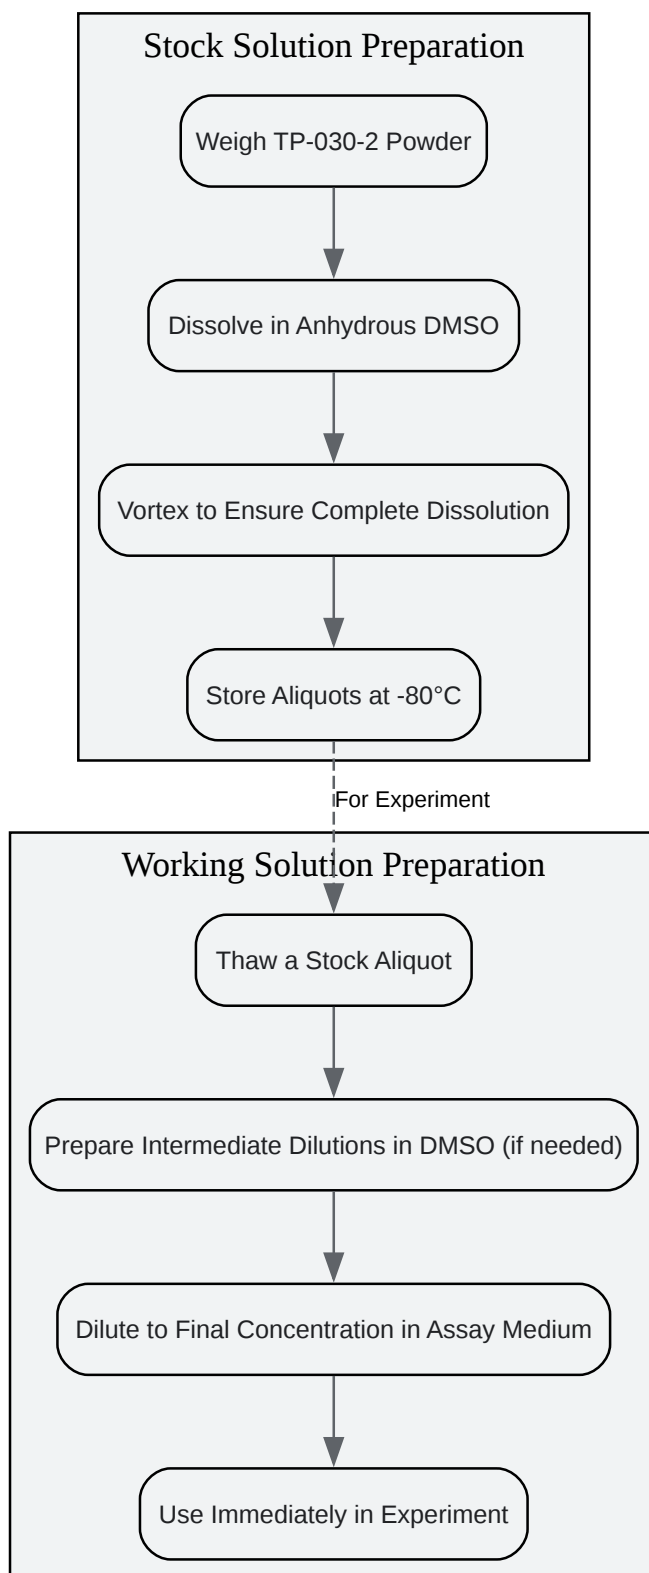 Stock Solution Preparation
Weigh TP-030-2 Powder
Dissolve in Anhydrous DMSO
Vortex to Ensure Complete Dissolution
Store Aliquots at -80°C
For Experiment
Working Solution Preparation
Thaw a Stock Aliquot
Prepare Intermediate Dilutions in DMSO (if needed)
Dilute to Final Concentration in Assay Medium
Use Immediately in Experiment